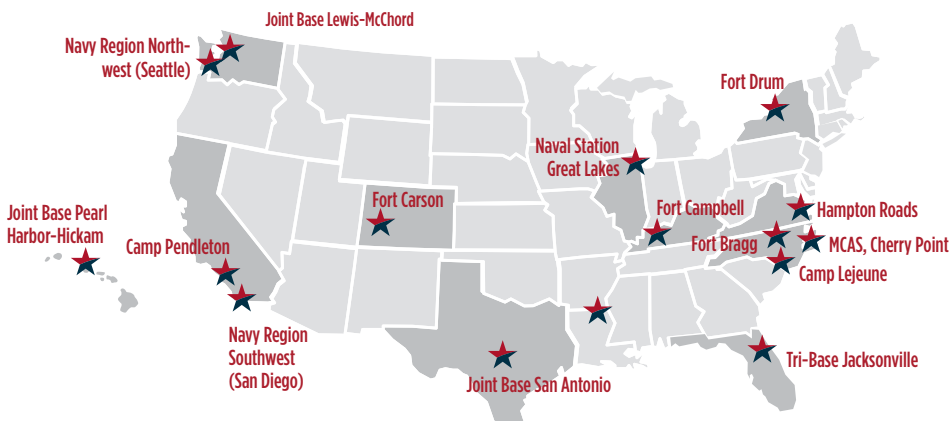 Joint Base Lewis-McChord
Navy Region North-
west (Seattle)
Fort Drum
Naval Station
Great Lakes
Fort Carson
Fort Campbell
Hampton Roads
Joint Base Pearl
Harbor-Hickam
Camp Pendleton
Fort Bragg
MCAS, Cherry Point
Camp Lejeune
Navy Region
Southwest
(San Diego)
Tri-Base Jacksonville
Joint Base San Antonio